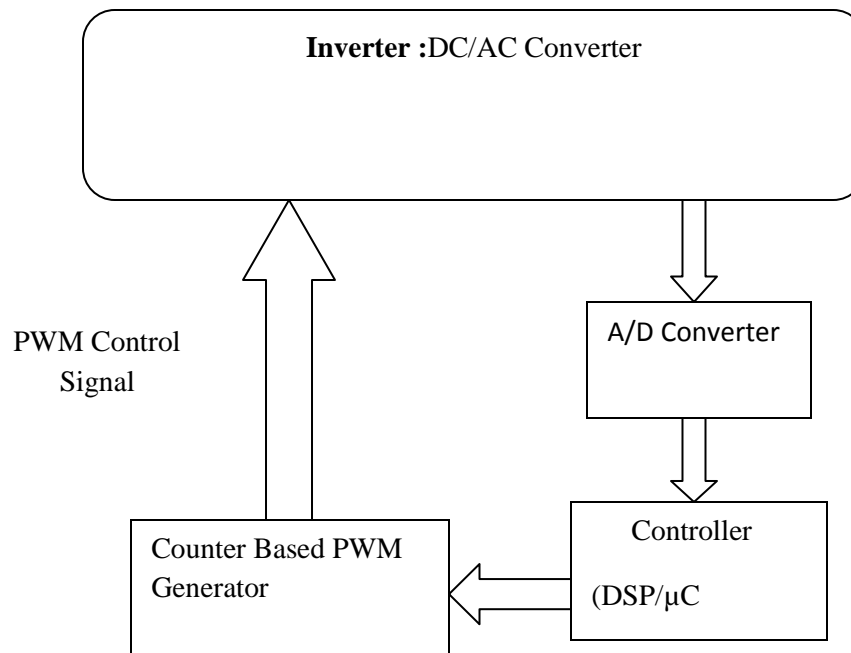 Inverter :DC/AC Converter
A/D Converter
PWM Control
Signal
Controller
(DSP/µC
Counter Based PWM
Generator